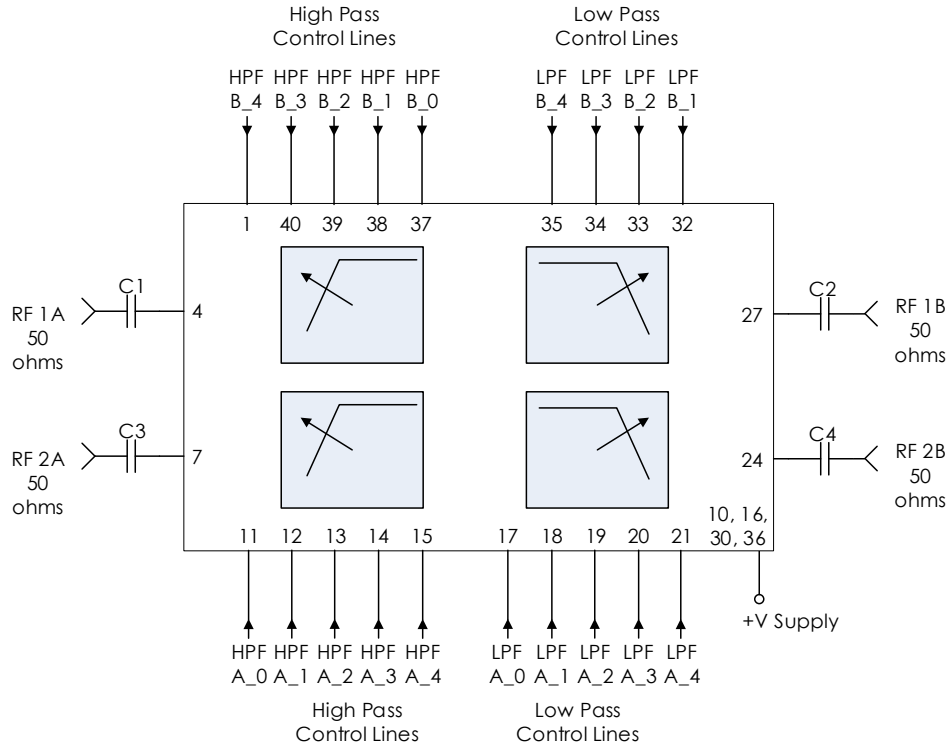 High Pass
Control Lines
Low Pass
Control Lines
HPF HPF HPF HPF HPF
B_4 B_3 B_2 B_1 B_0
LPF LPF LPF LPF
B_4 B_3 B_2 B_1
1 40 39 38 37
35 34 33 32
C1
RF 1A
50
ohms
4
C2
RF 1B
50
ohms
27
C3
RF 2A
50
ohms
7
C4
RF 2B
50
ohms
24
10, 16,
30, 36
11 12 13 14 15
17 18 19 20 21
+V Supply
HPF HPF HPF HPF HPF
A_0 A_1 A_2 A_3 A_4
LPF LPF LPF LPF LPF
A_0 A_1 A_2 A_3 A_4
High Pass
Control Lines
Low Pass
Control Lines